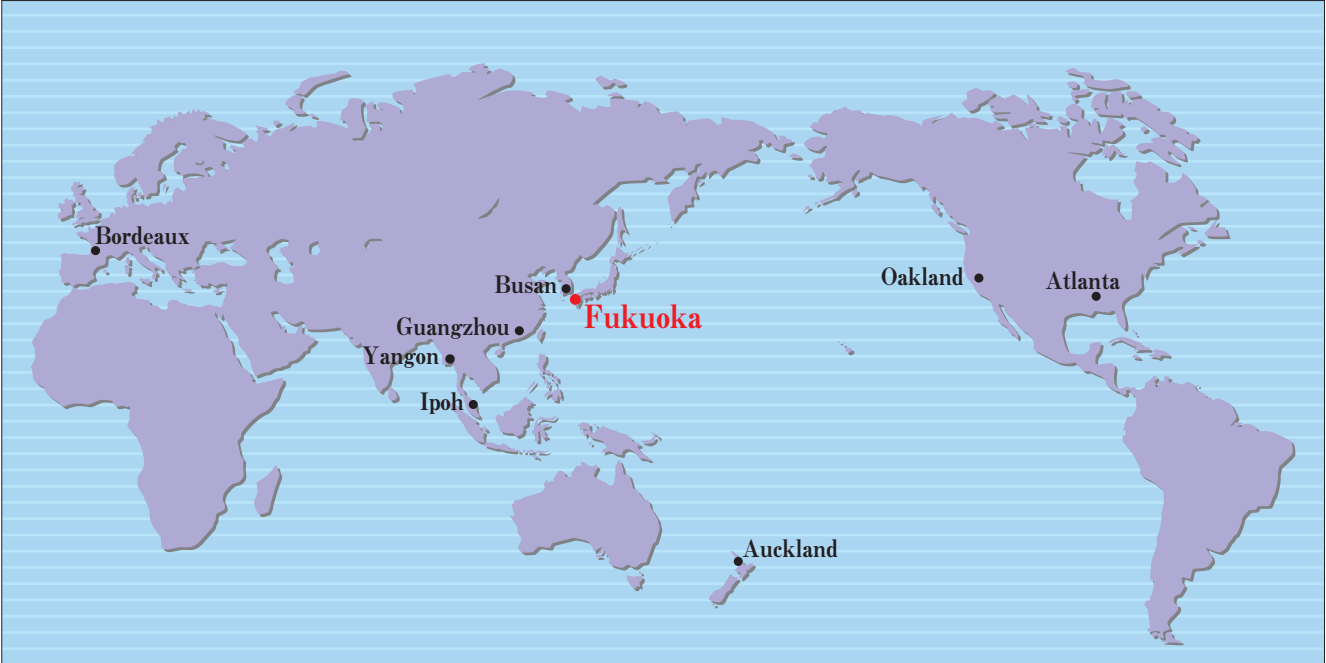 Bordeaux
Oakland
Atlanta
Busan
Fukuoka
Guangzhou
Yangon
Ipoh
Auckland